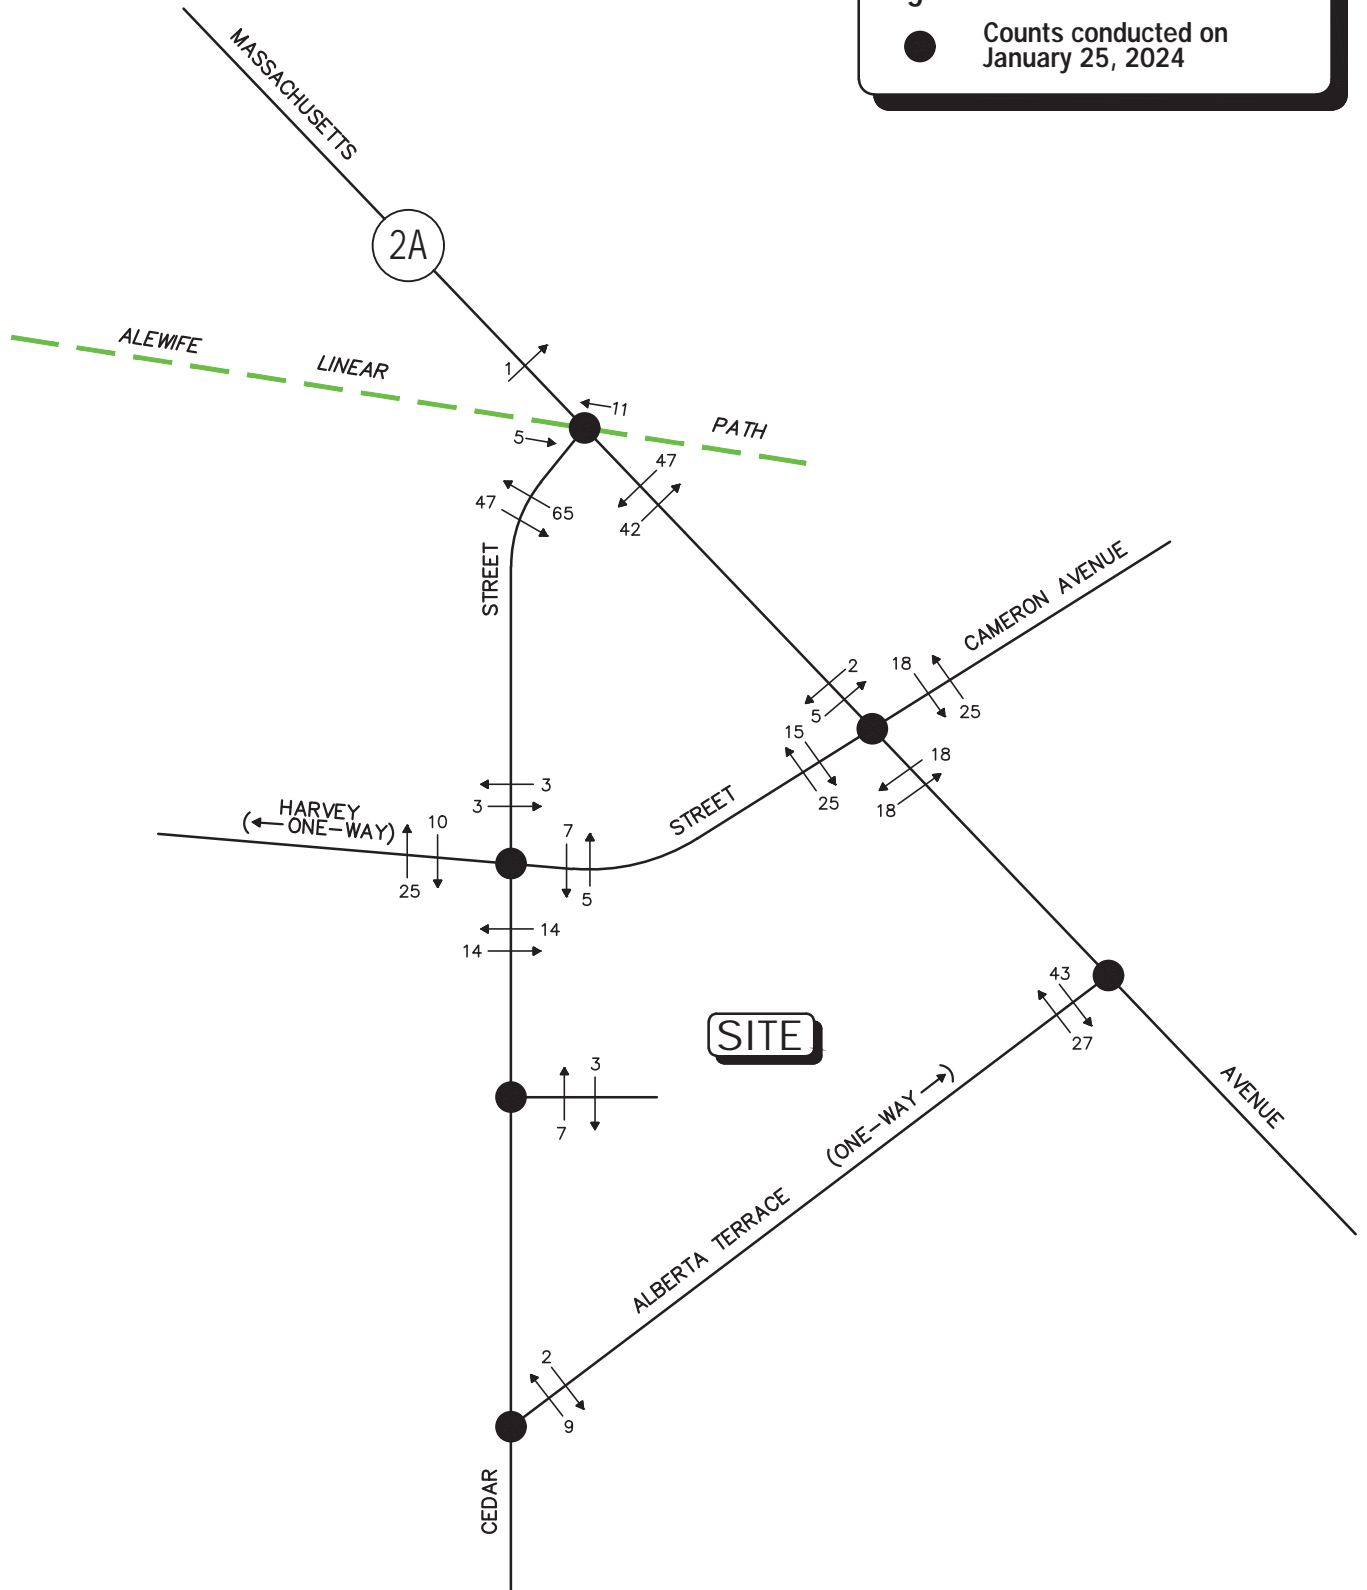 Counts conducted on
January 25, 2024
MASSACHUSETTS
2A
ALEWIFE
LINEAR
PATH
1
11
5
47
42
47
65
STREET
CAMERON AVENUE
2
5
18
25
15
25
18
18
STREET
3
3
HARVEY
(← ONE-WAY)
10
25
7
5
14
14
43
27
SITE
3
7
(ONE-WAY →)
AVENUE
ALBERTA TERRACE
2
9
CEDAR